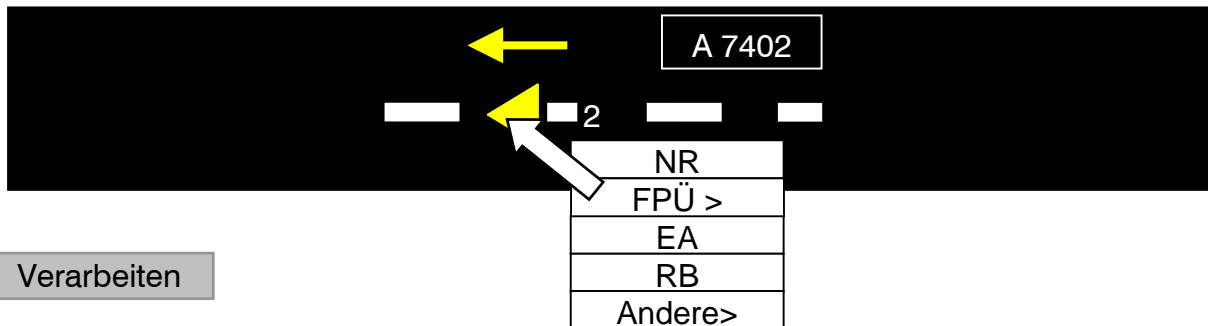 A 7402
2
NR
FPÜ >
EA
RB
Andere>
Verarbeiten